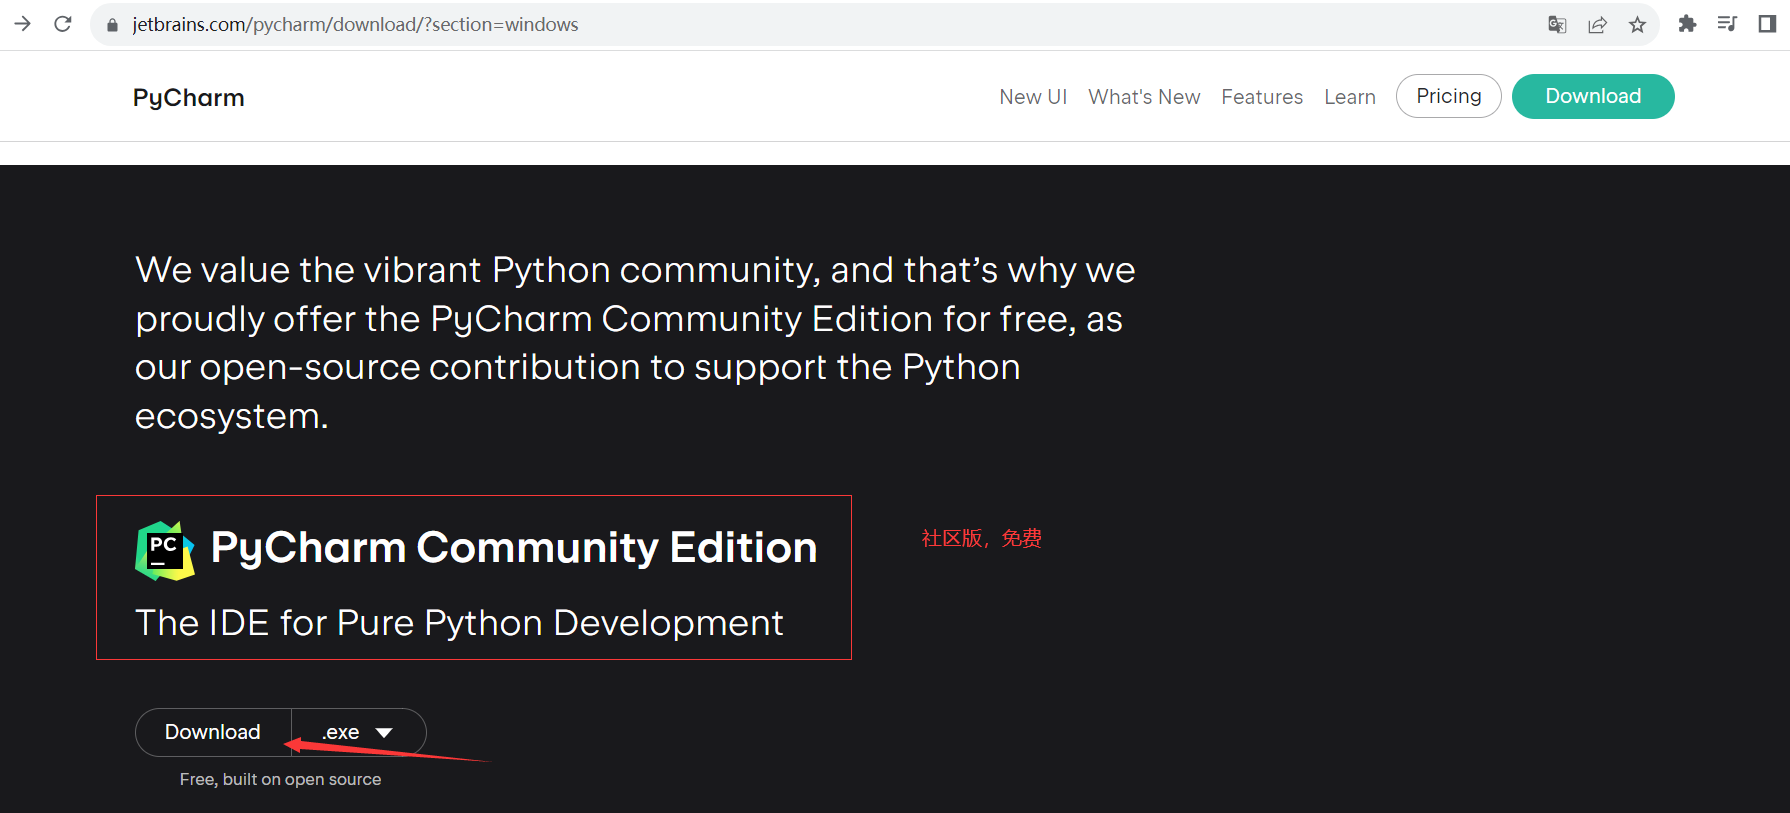 jetbrains.com/pycharm/download/?section=windows
PyCharm
New UI
What's New
Features
Learn
Pricing
Download
We value the vibrant Python community, and that’s why we
proudly offer the PyCharm Community Edition for free, as
our open-source contribution to support the Python
ecosystem.
PC
PyCharm Community Edition
社区版，免费
The IDE for Pure Python Development
Download
.exe
Free, built on open source